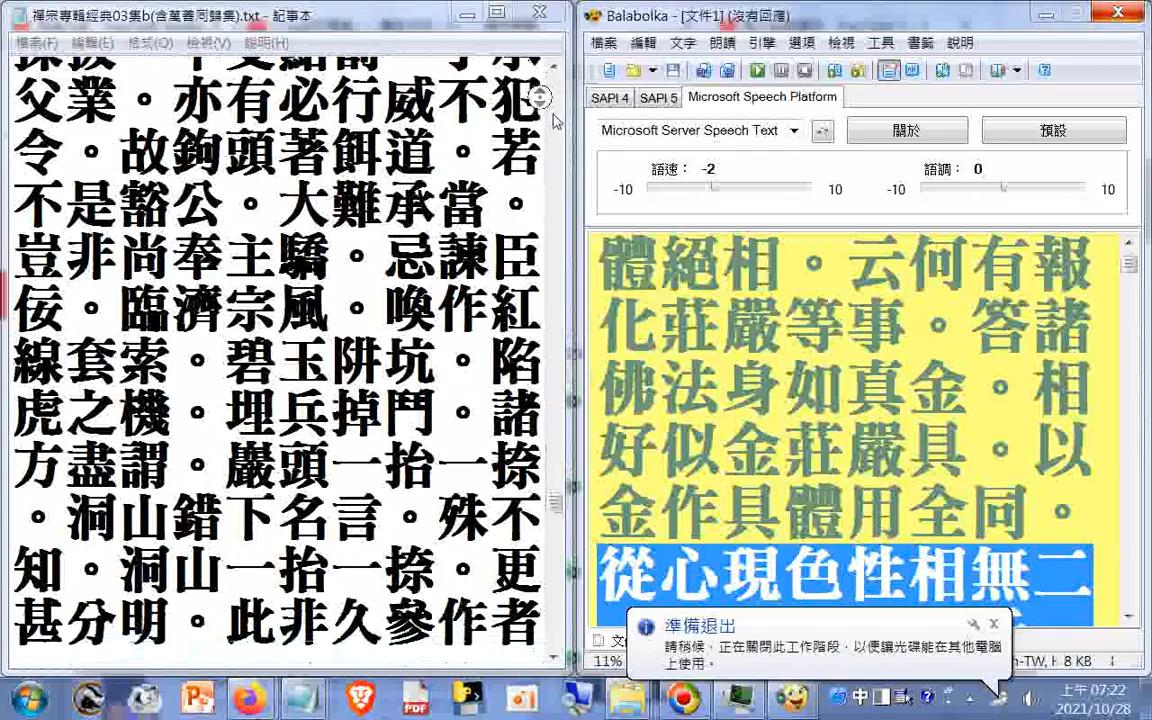 禪宗專輯經典03集b(含萬善同歸集).txt - 記事本
檔案(F) 編輯(E) 格式(O) 檢視(V) 說明(H)
父業。亦有必行威不犯
令。故鉤頭著餌道。若
不是豁公。大難承當。
豈非尚奉主驕。忌諫臣
佞。臨濟宗風。喚作紅
線套索。碧玉阱坑。陷
虎之機。埋兵掉鬥。諸
方盡謂。巖頭一抬一捺
。洞山錯下名言。殊不
知。洞山一抬一捺。更
甚分明。此非久參作者
Balabolka - [文件1] (沒有回應)
檔案 編輯 文字 朗讀 引擎 選項 檢視 工具 書籤 說明
SAPI 4 SAPI 5 Microsoft Speech Platform
Microsoft Server Speech Text 關於 預設
語速： -2 語調： 0
-10 10 -10 10
體絕相。云何有報
化莊嚴等事。答諸
佛法身如真金。相
好似金莊嚴具。以
金作具體用全同。
從心現色性相無二
準備退出
請稍候，正在關閉此工作階段，以便讓光碟能在其他電腦
上使用。
11% 8 KB
中
上午 07:22
2021/10/28